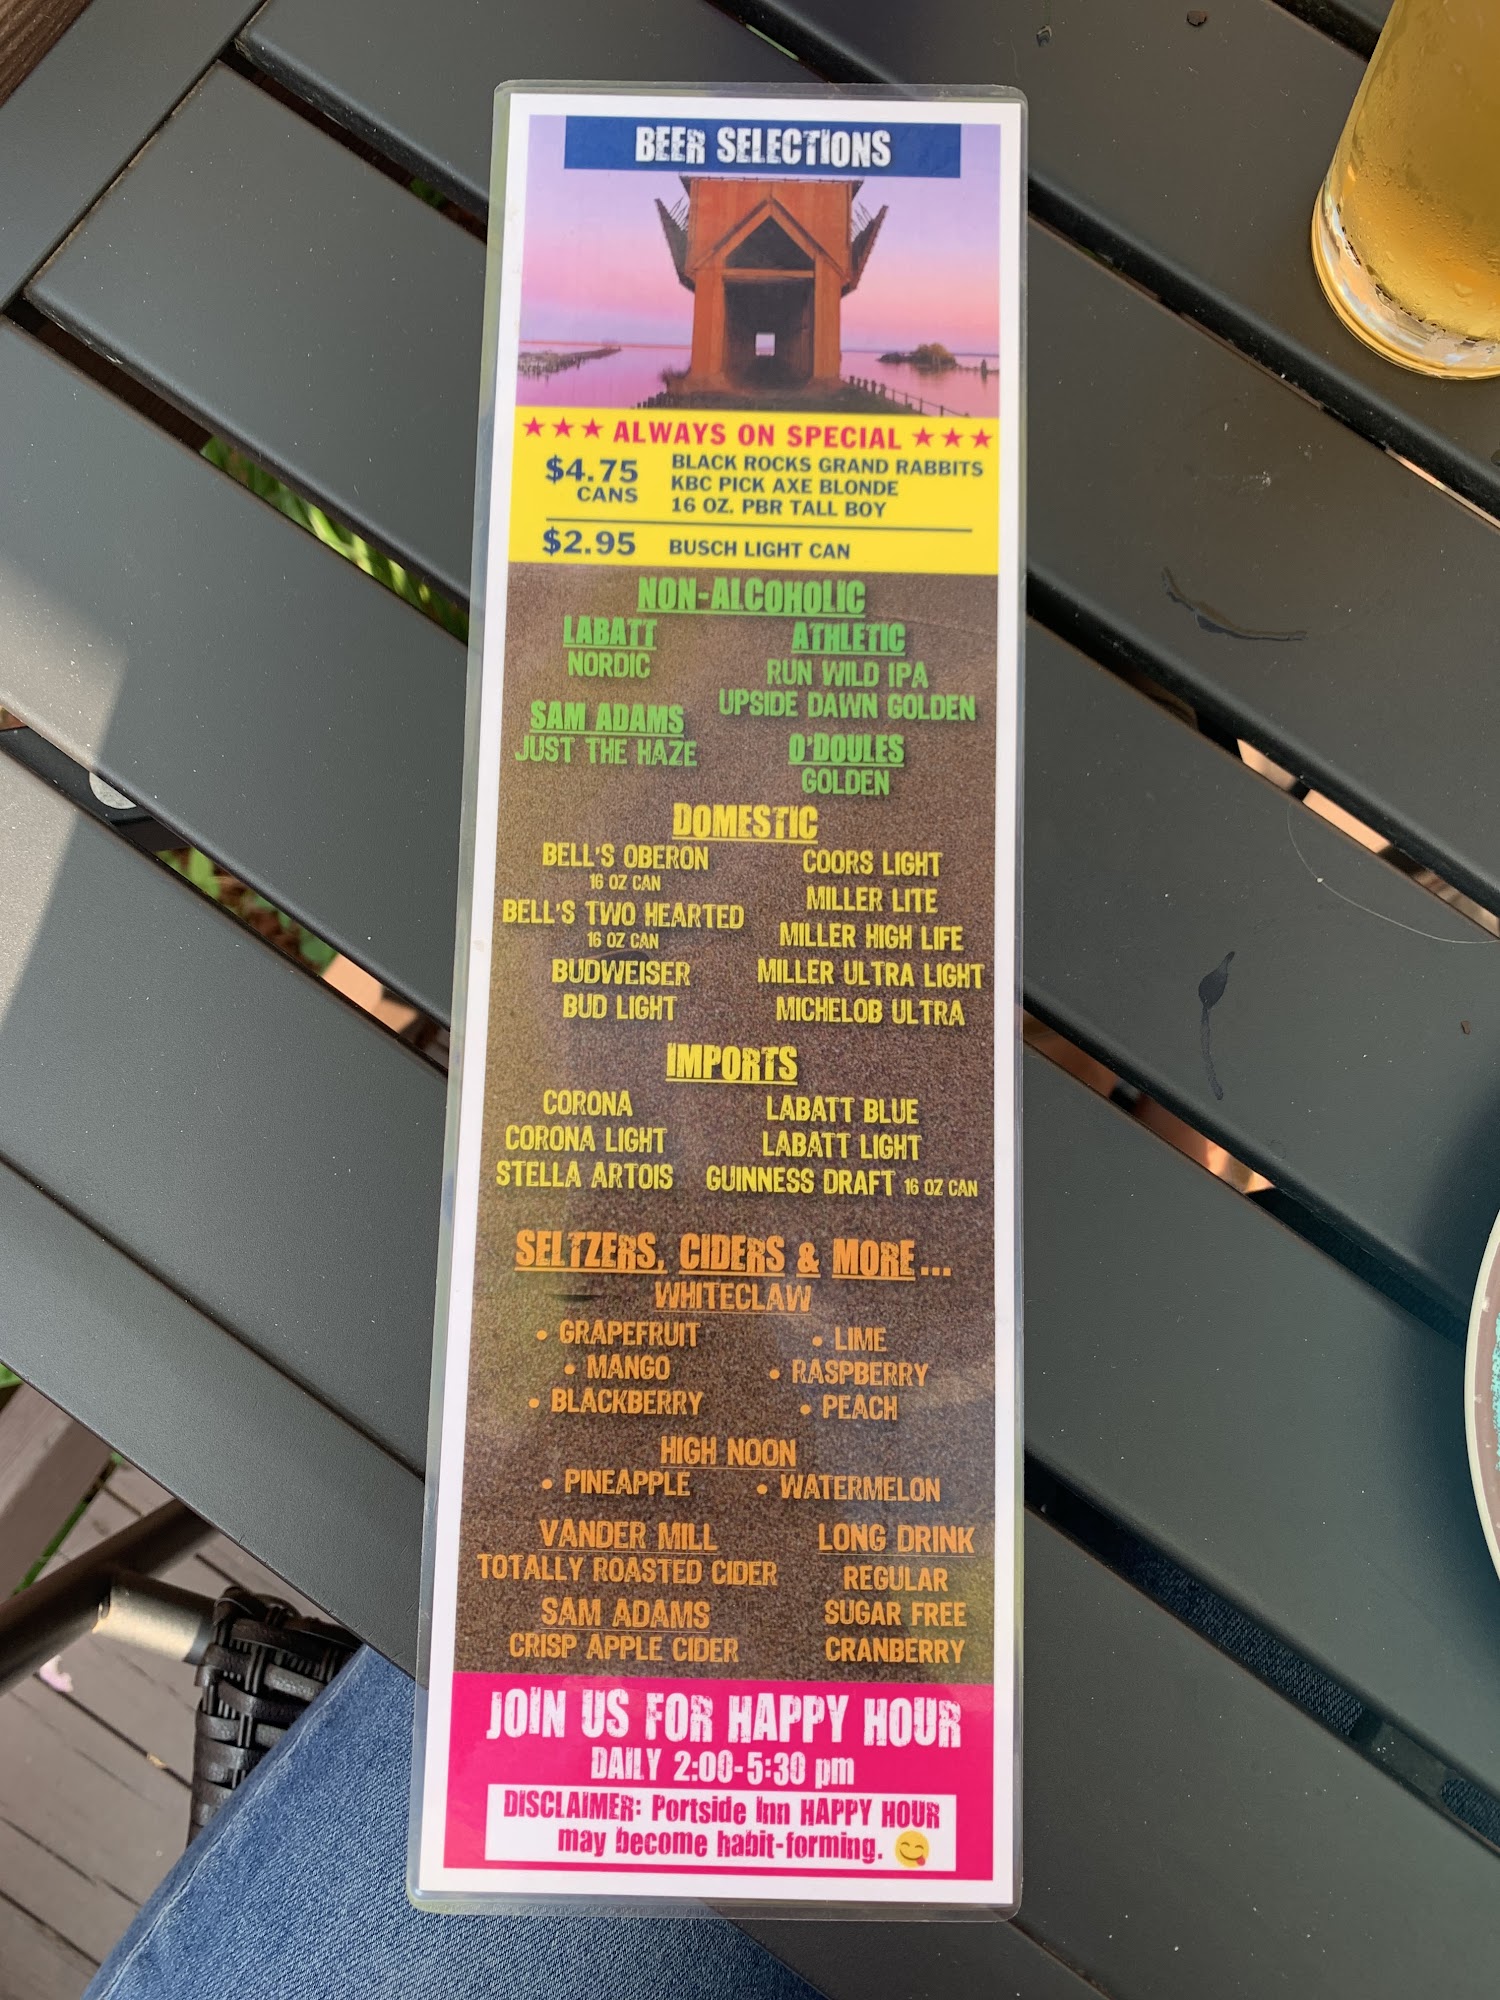 BEER SELECTIONS
★★★ ALWAYS ON SPECIAL ★★★
$4.75 CANS
BLACK ROCKS GRAND RABBITS
KBC PICK AXE BLONDE
16 OZ. PBR TALL BOY
$2.95 BUSCH LIGHT CAN
NON-ALCOHOLIC
LABATT
NORDIC
SAM ADAMS
JUST THE HAZE
ATHLETIC
RUN WILD IPA
UPSIDE DAWN GOLDEN
O'DOULES
GOLDEN
DOMESTIC
BELL'S OBERON
16 OZ CAN
BELL'S TWO HEARTED
16 OZ CAN
BUDWEISER
BUD LIGHT
COORS LIGHT
MILLER LITE
MILLER HIGH LIFE
MILLER ULTRA LIGHT
MICHELOB ULTRA
IMPORTS
CORONA
CORONA LIGHT
STELLA ARTOIS
LABATT BLUE
LABATT LIGHT
GUINNESS DRAFT 16 OZ CAN
SELTZERS, CIDERS & MORE...
WHITECLAW
• GRAPEFRUIT
• MANGO
• BLACKBERRY
• LIME
• RASPBERRY
• PEACH
HIGH NOON
• PINEAPPLE
• WATERMELON
VANDER MILL
TOTALLY ROASTED CIDER
SAM ADAMS
CRISP APPLE CIDER
LONG DRINK
REGULAR
SUGAR FREE
CRANBERRY
JOIN US FOR HAPPY HOUR
DAILY 2:00-5:30 pm
DISCLAIMER: Portside Inn HAPPY HOUR
may become habit-forming. 😋